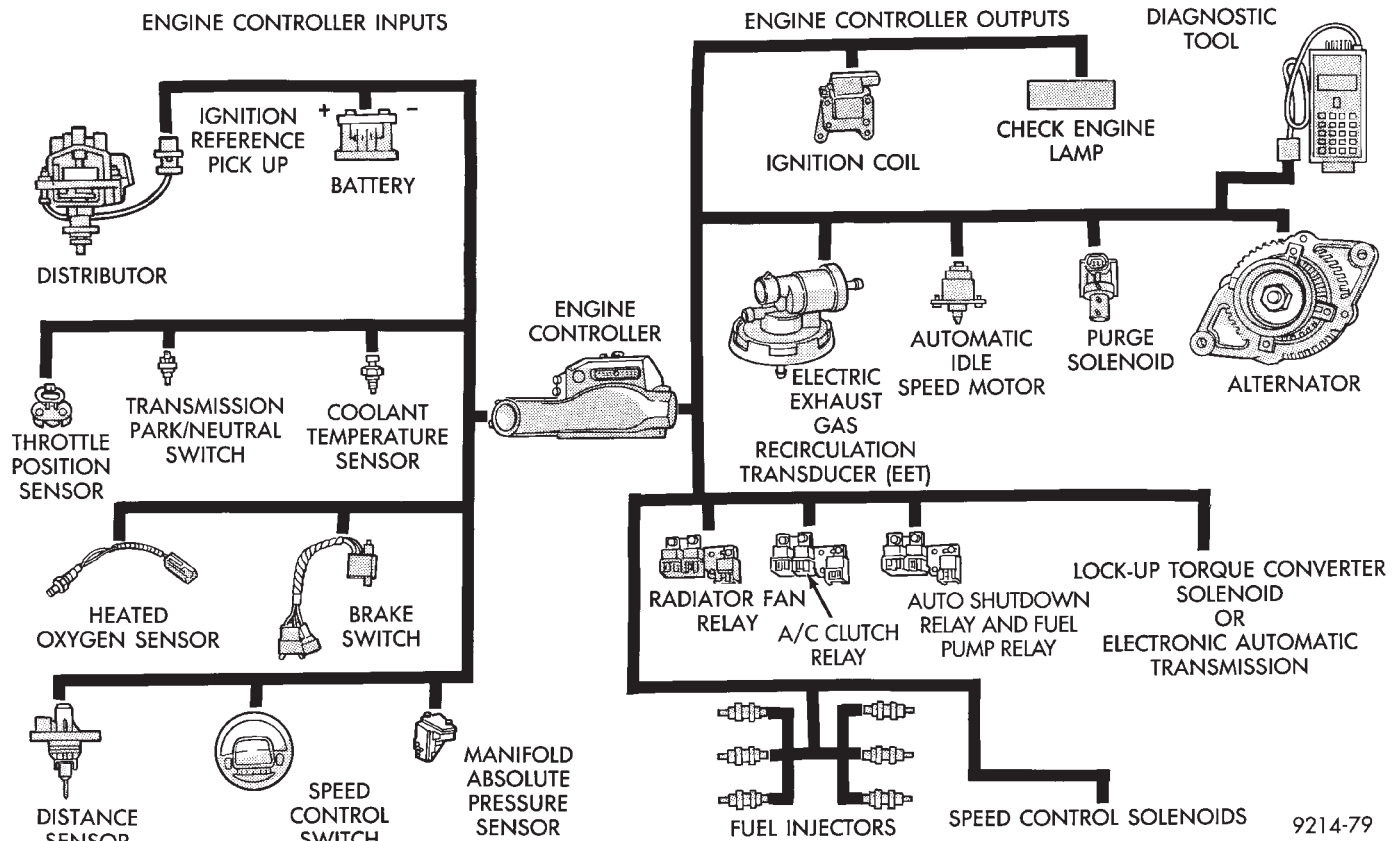 ENGINE CONTROLLER INPUTS
IGNITION
REFERENCE
PICK UP
+
−
BATTERY
DISTRIBUTOR
THROTTLE
POSITION
SENSOR
TRANSMISSION
PARK/NEUTRAL
SWITCH
COOLANT
TEMPERATURE
SENSOR
HEATED
OXYGEN SENSOR
BRAKE
SWITCH
DISTANCE
SENSOR
SPEED
CONTROL
SWITCH
MANIFOLD
ABSOLUTE
PRESSURE
SENSOR
ENGINE
CONTROLLER
ENGINE CONTROLLER OUTPUTS
DIAGNOSTIC
TOOL
IGNITION COIL
CHECK ENGINE
LAMP
ELECTRIC
EXHAUST
GAS
RECIRCULATION
TRANSDUCER (EET)
AUTOMATIC
IDLE
SPEED MOTOR
PURGE
SOLENOID
ALTERNATOR
RADIATOR FAN
RELAY
A/C CLUTCH
RELAY
AUTO SHUTDOWN
RELAY AND FUEL
PUMP RELAY
LOCK-UP TORQUE CONVERTER
SOLENOID
OR
ELECTRONIC AUTOMATIC
TRANSMISSION
FUEL INJECTORS
SPEED CONTROL SOLENOIDS
9214-79